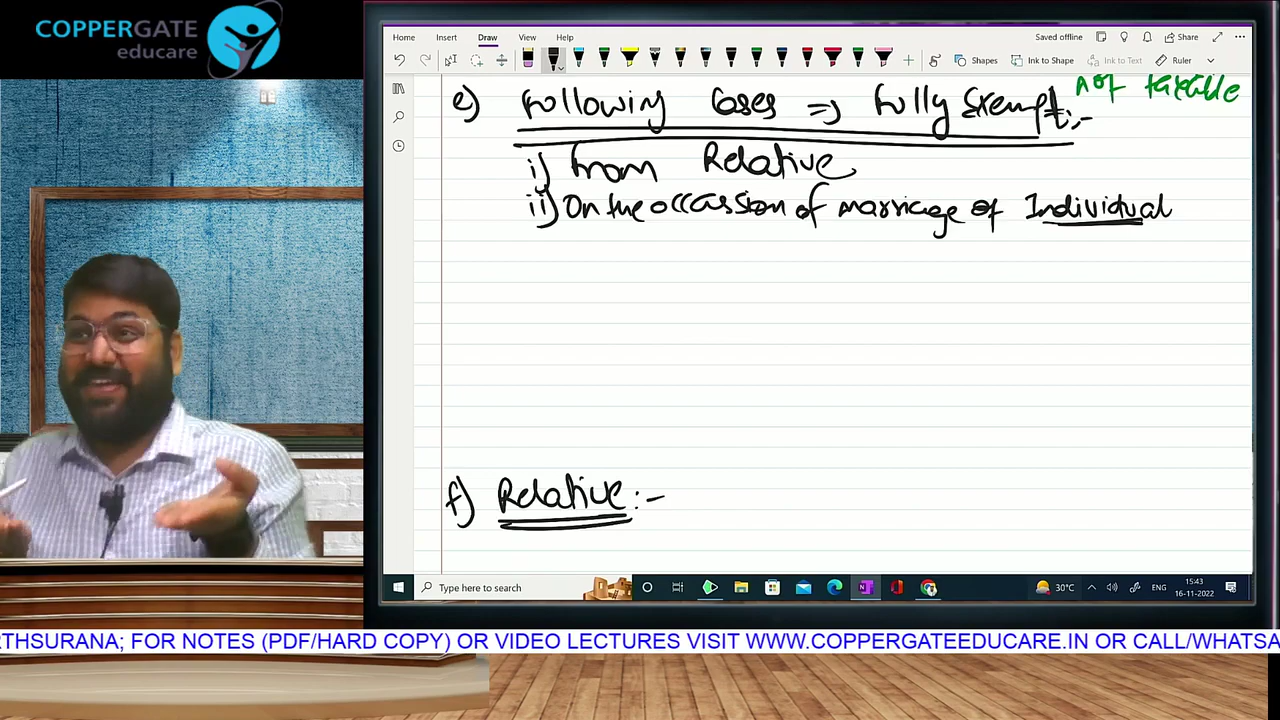 COPPERGATE
educare
Home Insert Draw View Help
Saved offline
Share
Shapes
Ink to Shape
Ink to Text
Ruler
not taxable
e) Following Cases => Fully Exempt:-
i) From Relative
ii) On the occassion of marriage of Individual
f) Relative :-
Type here to search
30°C
ENG
15:43
16-11-2022
RTHSURANA; FOR NOTES (PDF/HARD COPY) OR VIDEO LECTURES VISIT WWW.COPPERGATEEDUCARE.IN OR CALL/WHATSA